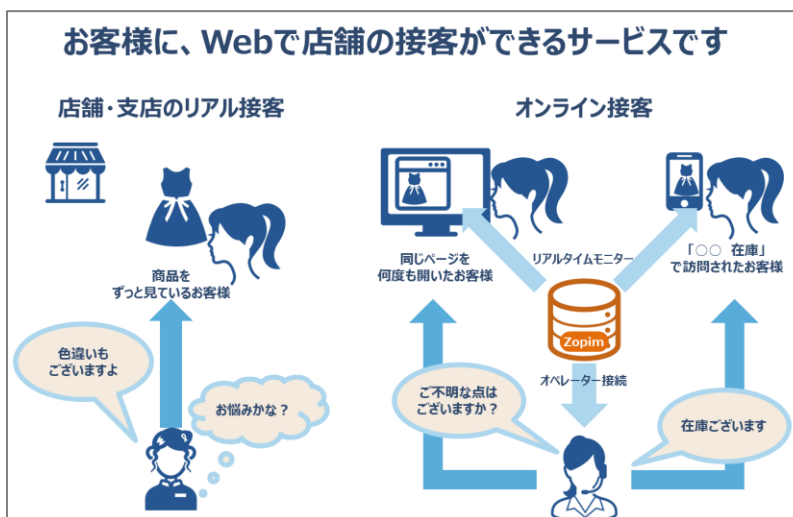 お客様に、Webで店舗の接客ができるサービスです
店舗・支店のリアル接客
オンライン接客
商品を
ずっと見ているお客様
色違いも
ございますよ
お悩みかな？
同じページを
何度も開いたお客様
リアルタイムモニター
「○○ 在庫」
で訪問されたお客様
Zopim
オペレーター接続
ご不明な点は
ございますか？
在庫ございます